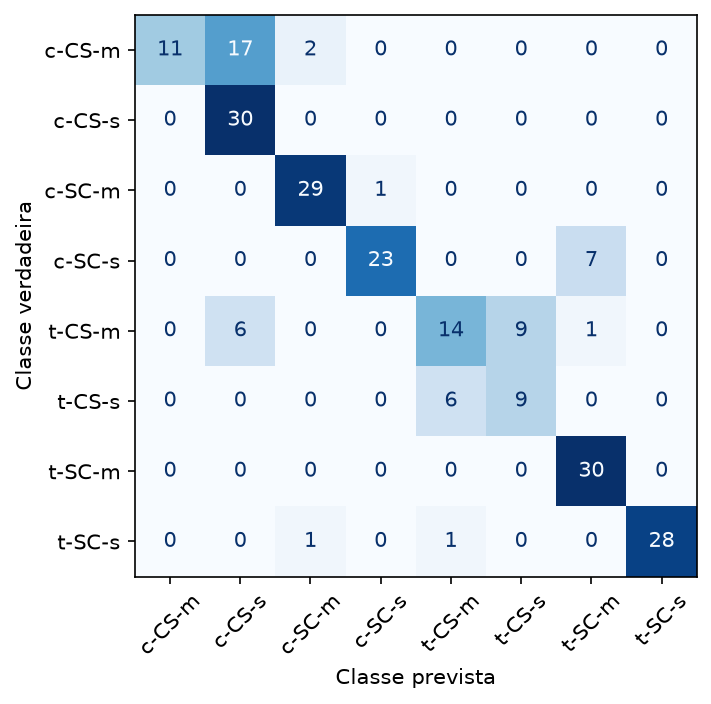 c-CS-m 11 17 2 0 0 0 0 0
c-CS-s 0 30 0 0 0 0 0 0
c-SC-m 0 0 29 1 0 0 0 0
c-SC-s 0 0 0 23 0 0 7 0
t-CS-m 0 6 0 0 14 9 1 0
t-CS-s 0 0 0 0 6 9 0 0
t-SC-m 0 0 0 0 0 0 30 0
t-SC-s 0 0 1 0 1 0 0 28
Classe verdadeira
c-CS-m c-CS-s c-SC-m c-SC-s t-CS-m t-CS-s t-SC-m t-SC-s
Classe prevista